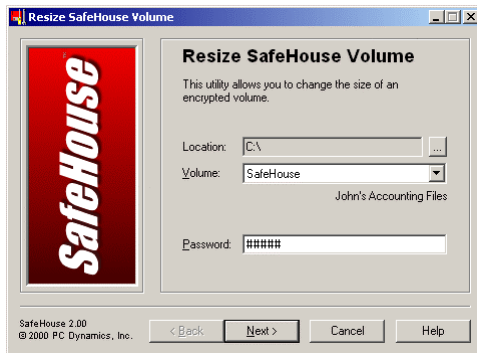 Resize SafeHouse Volume
SafeHouse
Resize SafeHouse Volume
This utility allows you to change the size of an
encrypted volume.
Location: C:\ ...
Volume: SafeHouse
John's Accounting Files
Password: #####
SafeHouse 2.00
© 2000 PC Dynamics, Inc.
< Back Next > Cancel Help